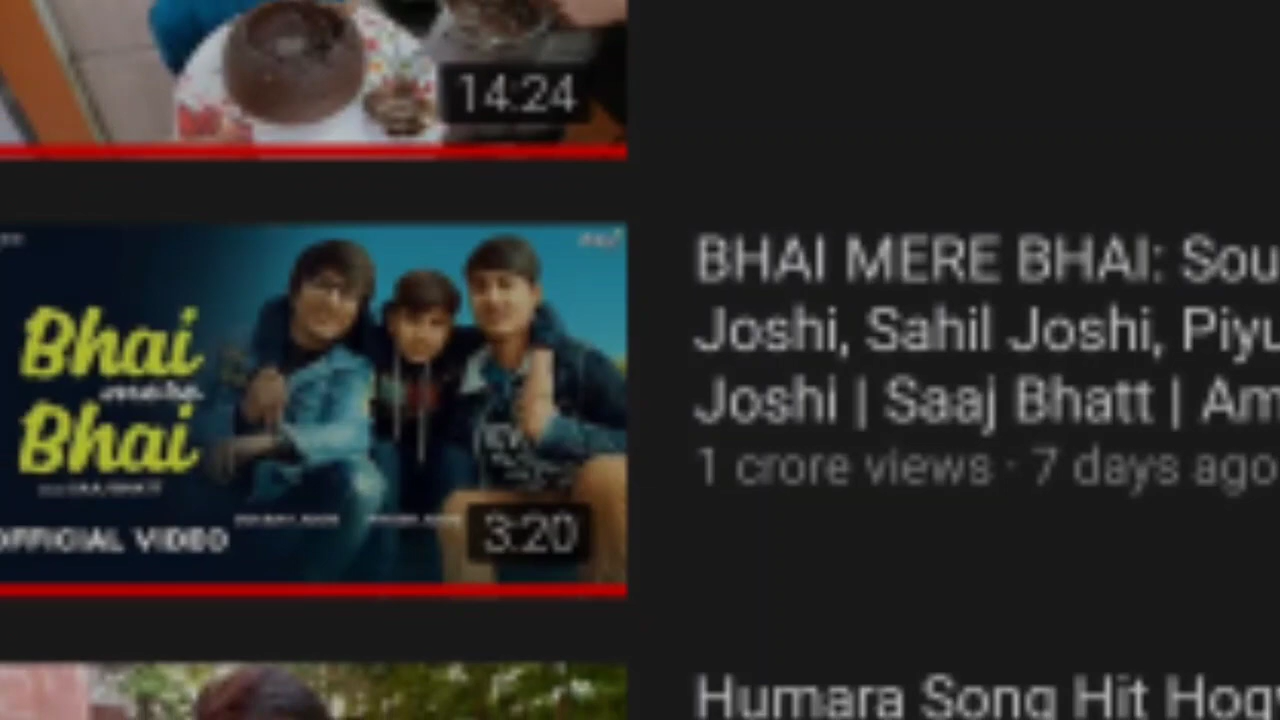 14:24
Bhai
mere
Bhai
OFFICIAL VIDEO
3:20
BHAI MERE BHAI: Sou
Joshi, Sahil Joshi, Piyu
Joshi | Saaj Bhatt | Am
1 crore views · 7 days ago
Humara Song Hit Hog